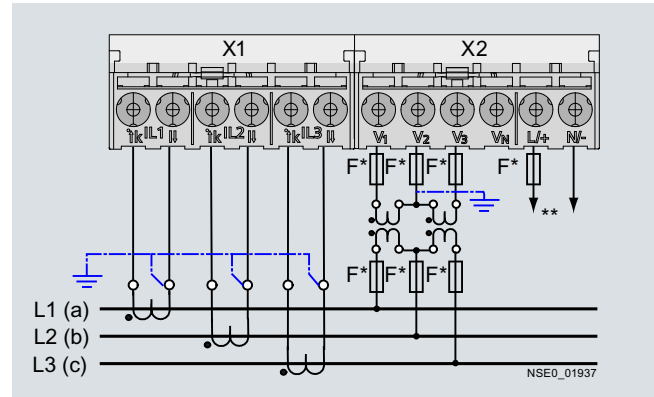 X1 X2
°k IL1 °l °k IL2 °l °k IL3 °l V₁ V₂ V₃ VN L/+ N/-
F* F* F* F*
**
F* F* F*
L1 (a)
L2 (b)
L3 (c)
NSE0_01937